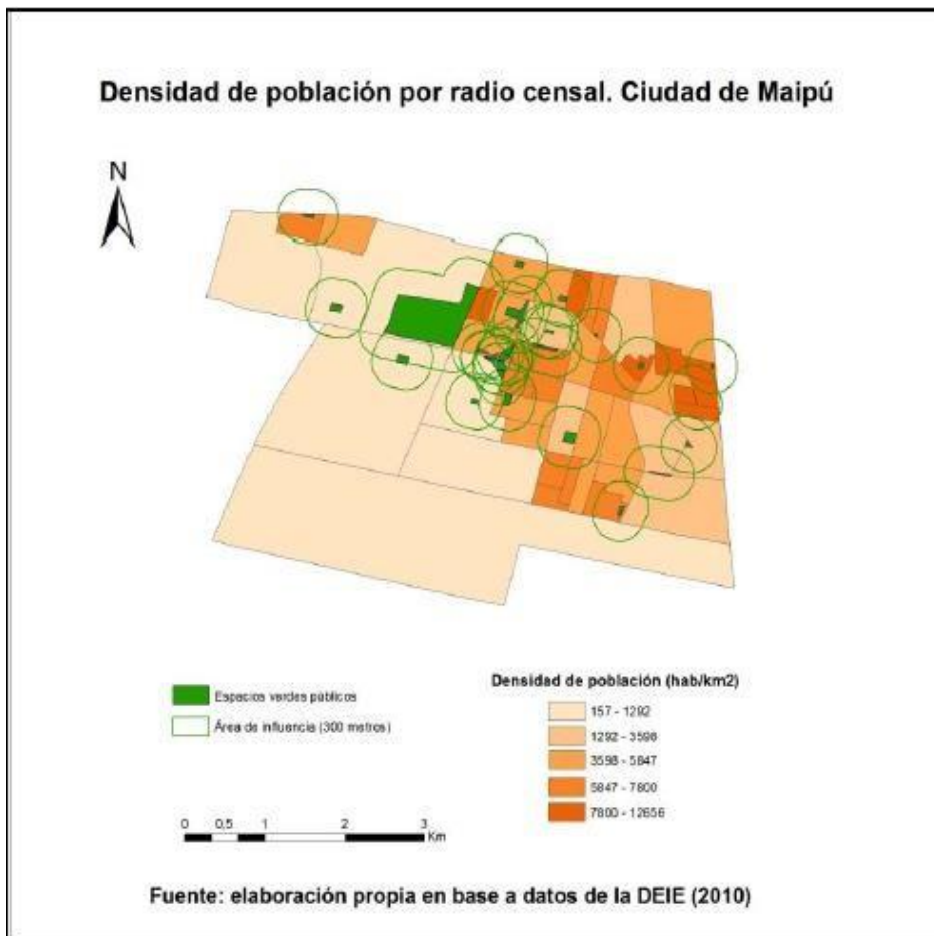 Densidad de población por radio censal. Ciudad de Maipú
N
Espacios verdes públicos
Área de influencia (300 metros)
Densidad de población (hab/km2)
157 - 1292
1292 - 3598
3598 - 5847
5847 - 7800
7800 - 12656
0 0,5 1 2 3
Km
Fuente: elaboración propia en base a datos de la DEIE (2010)